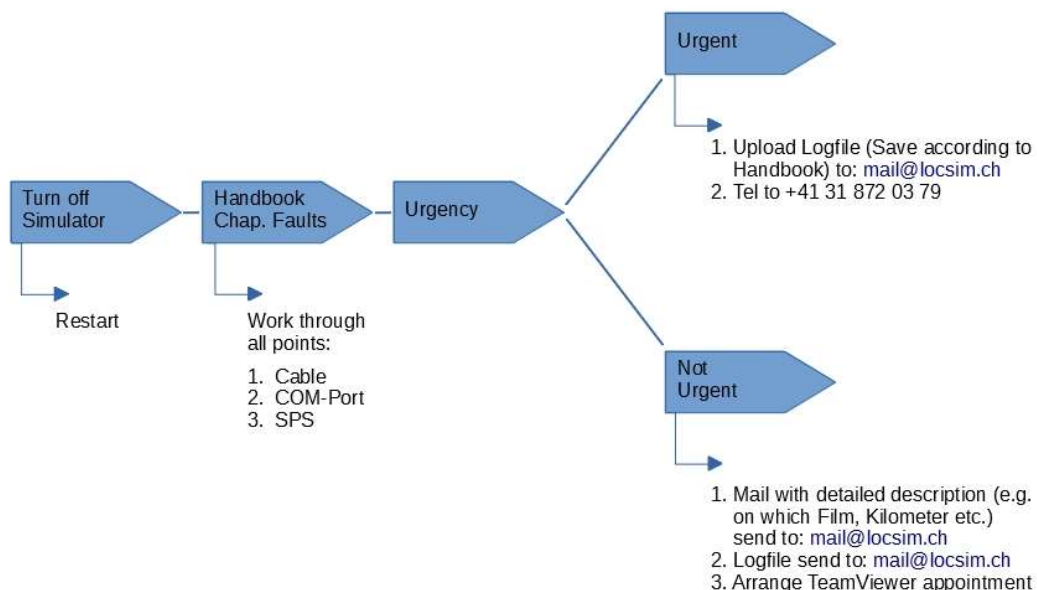 Turn off
Simulator
Restart
Handbook
Chap. Faults
Work through
all points:
1. Cable
2. COM-Port
3. SPS
Urgency
Urgent
1. Upload Logfile (Save according to
Handbook) to: mail@locsim.ch
2. Tel to +41 31 872 03 79
Not
Urgent
1. Mail with detailed description (e.g.
on which Film, Kilometer etc.)
send to: mail@locsim.ch
2. Logfile send to: mail@locsim.ch
3. Arrange TeamViewer appointment